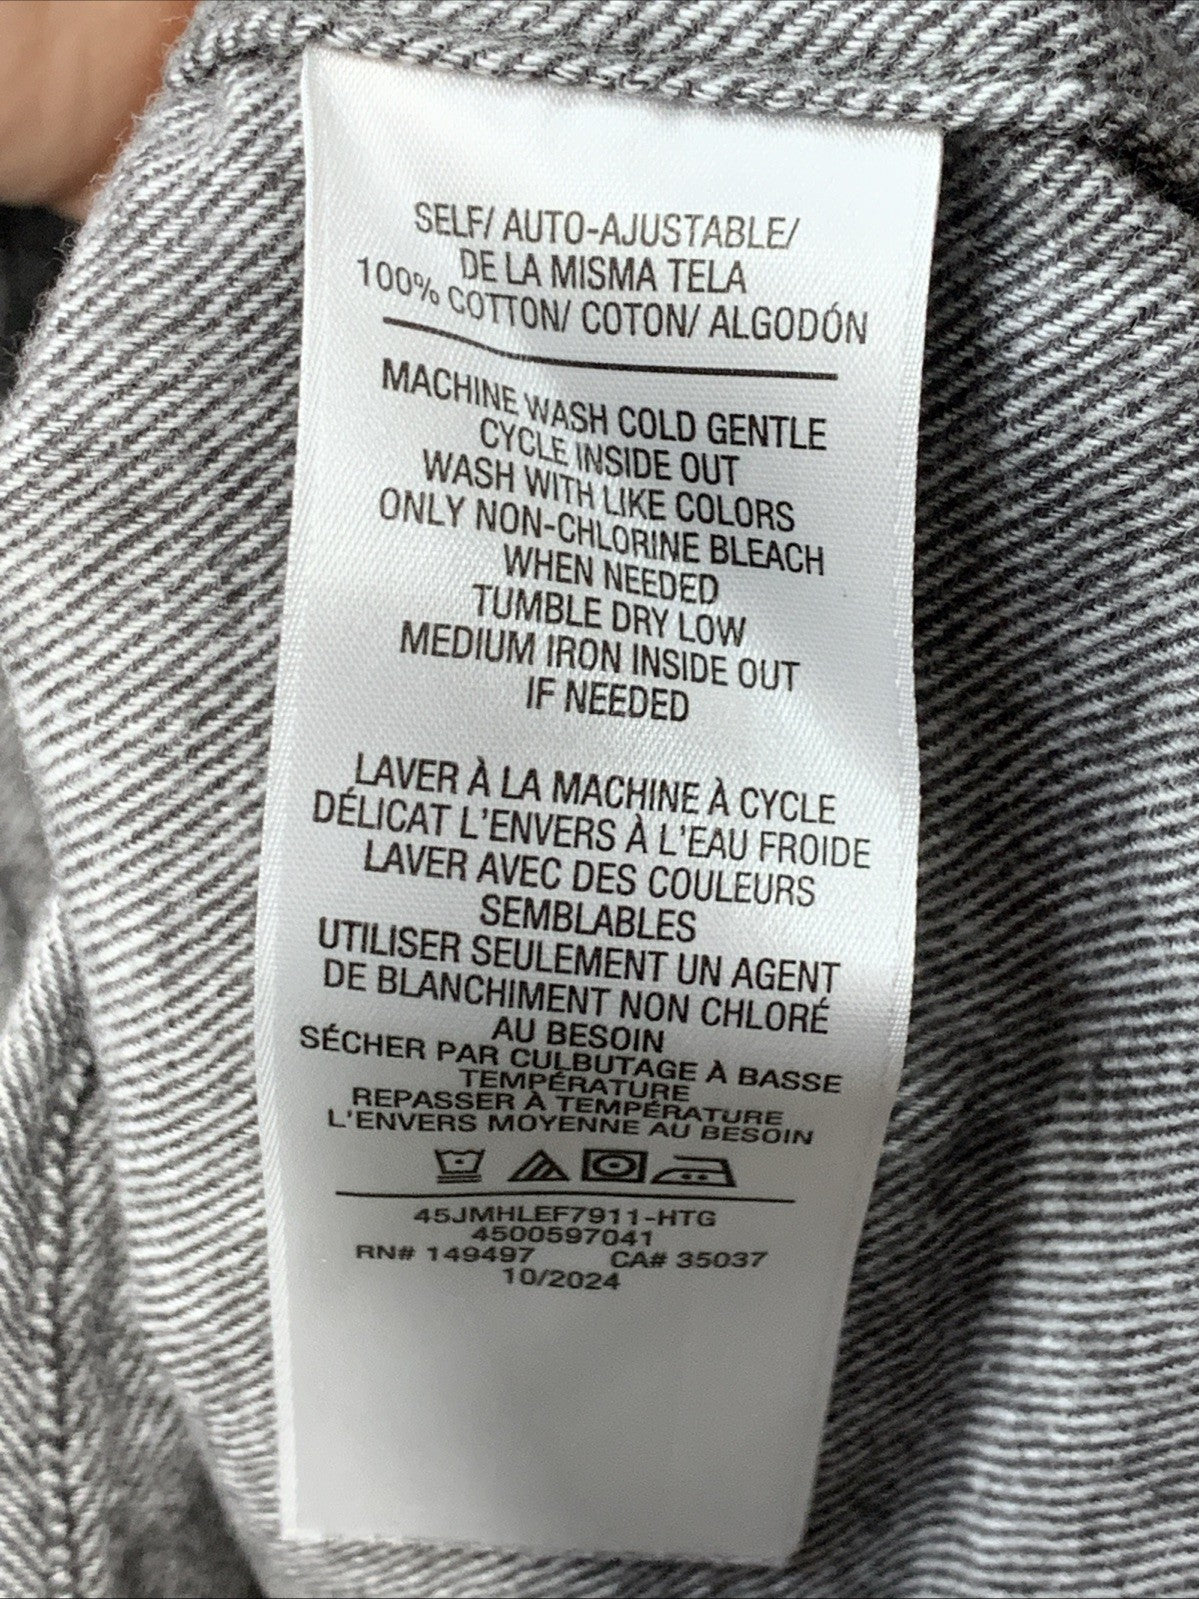 SELF/ AUTO-AJUSTABLE/
DE LA MISMA TELA
100% COTTON/ COTON/ ALGODÓN
MACHINE WASH COLD GENTLE
CYCLE INSIDE OUT
WASH WITH LIKE COLORS
ONLY NON-CHLORINE BLEACH
WHEN NEEDED
TUMBLE DRY LOW
MEDIUM IRON INSIDE OUT
IF NEEDED
LAVER À LA MACHINE À CYCLE
DÉLICAT L'ENVERS À L'EAU FROIDE
LAVER AVEC DES COULEURS
SEMBLABLES
UTILISER SEULEMENT UN AGENT
DE BLANCHIMENT NON CHLORÉ
AU BESOIN
SÉCHER PAR CULBUTAGE À BASSE
TEMPÉRATURE
REPASSER À TEMPÉRATURE
L'ENVERS MOYENNE AU BESOIN
45JMHLEF7911-HTG
4500597041
RN# 149497 CA# 35037
10/2024